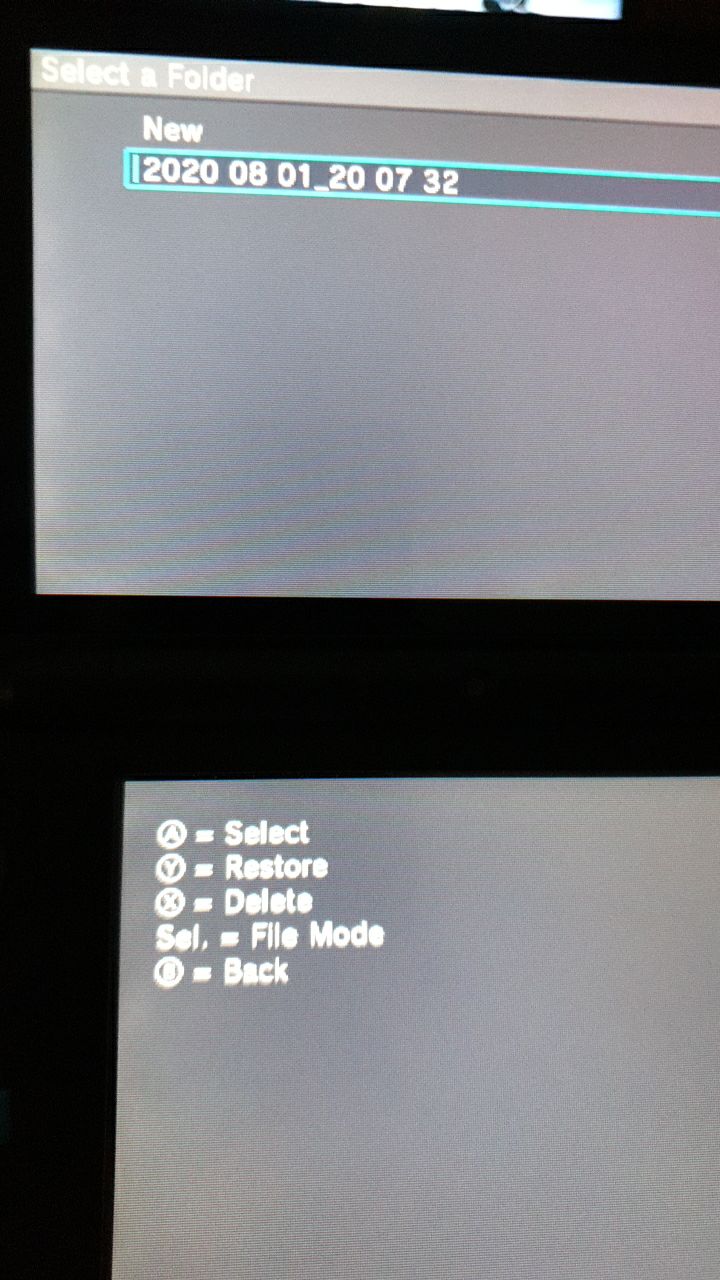 Select a Folder
New
2020 08 01_20 07 32
Ⓐ = Select
Ⓨ = Restore
Ⓧ = Delete
Sel. = File Mode
Ⓑ = Back